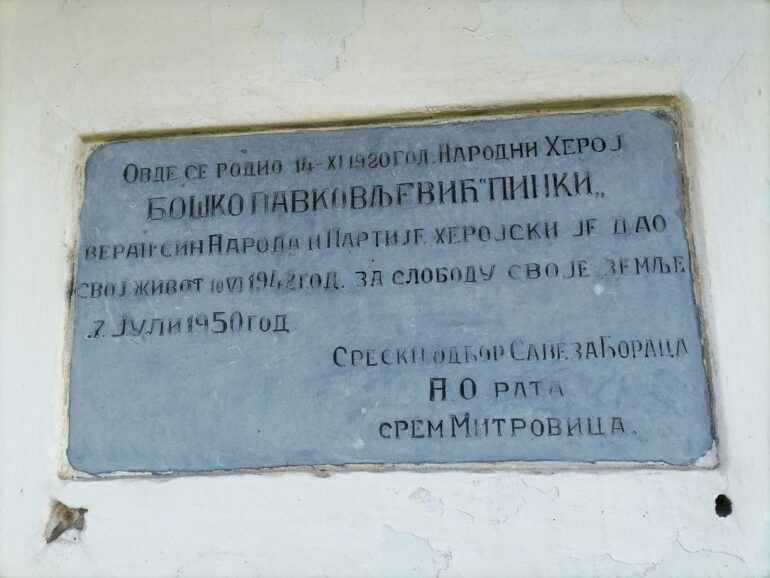 Овде се родио 14-XI 1920 год. Народни Херој
БОШКО ПАВКОВЉЕВИЋ "ПИНКИ„
ВЕРАН СИН НАРОДА И ПАРТИЈЕ ХЕРОЈСКИ ЈЕ ДАО
СВОЈ ЖИВОТ 10 VI 1942 ГОД. ЗА СЛОБОДУ СВОЈЕ ЗЕМЉЕ
7. ЈУЛИ 1950 ГОД
СРЕСКИ ОДБОР САВЕЗА БОРАЦА
Н.О РАТА
СРЕМ МИТРОВИЦА.